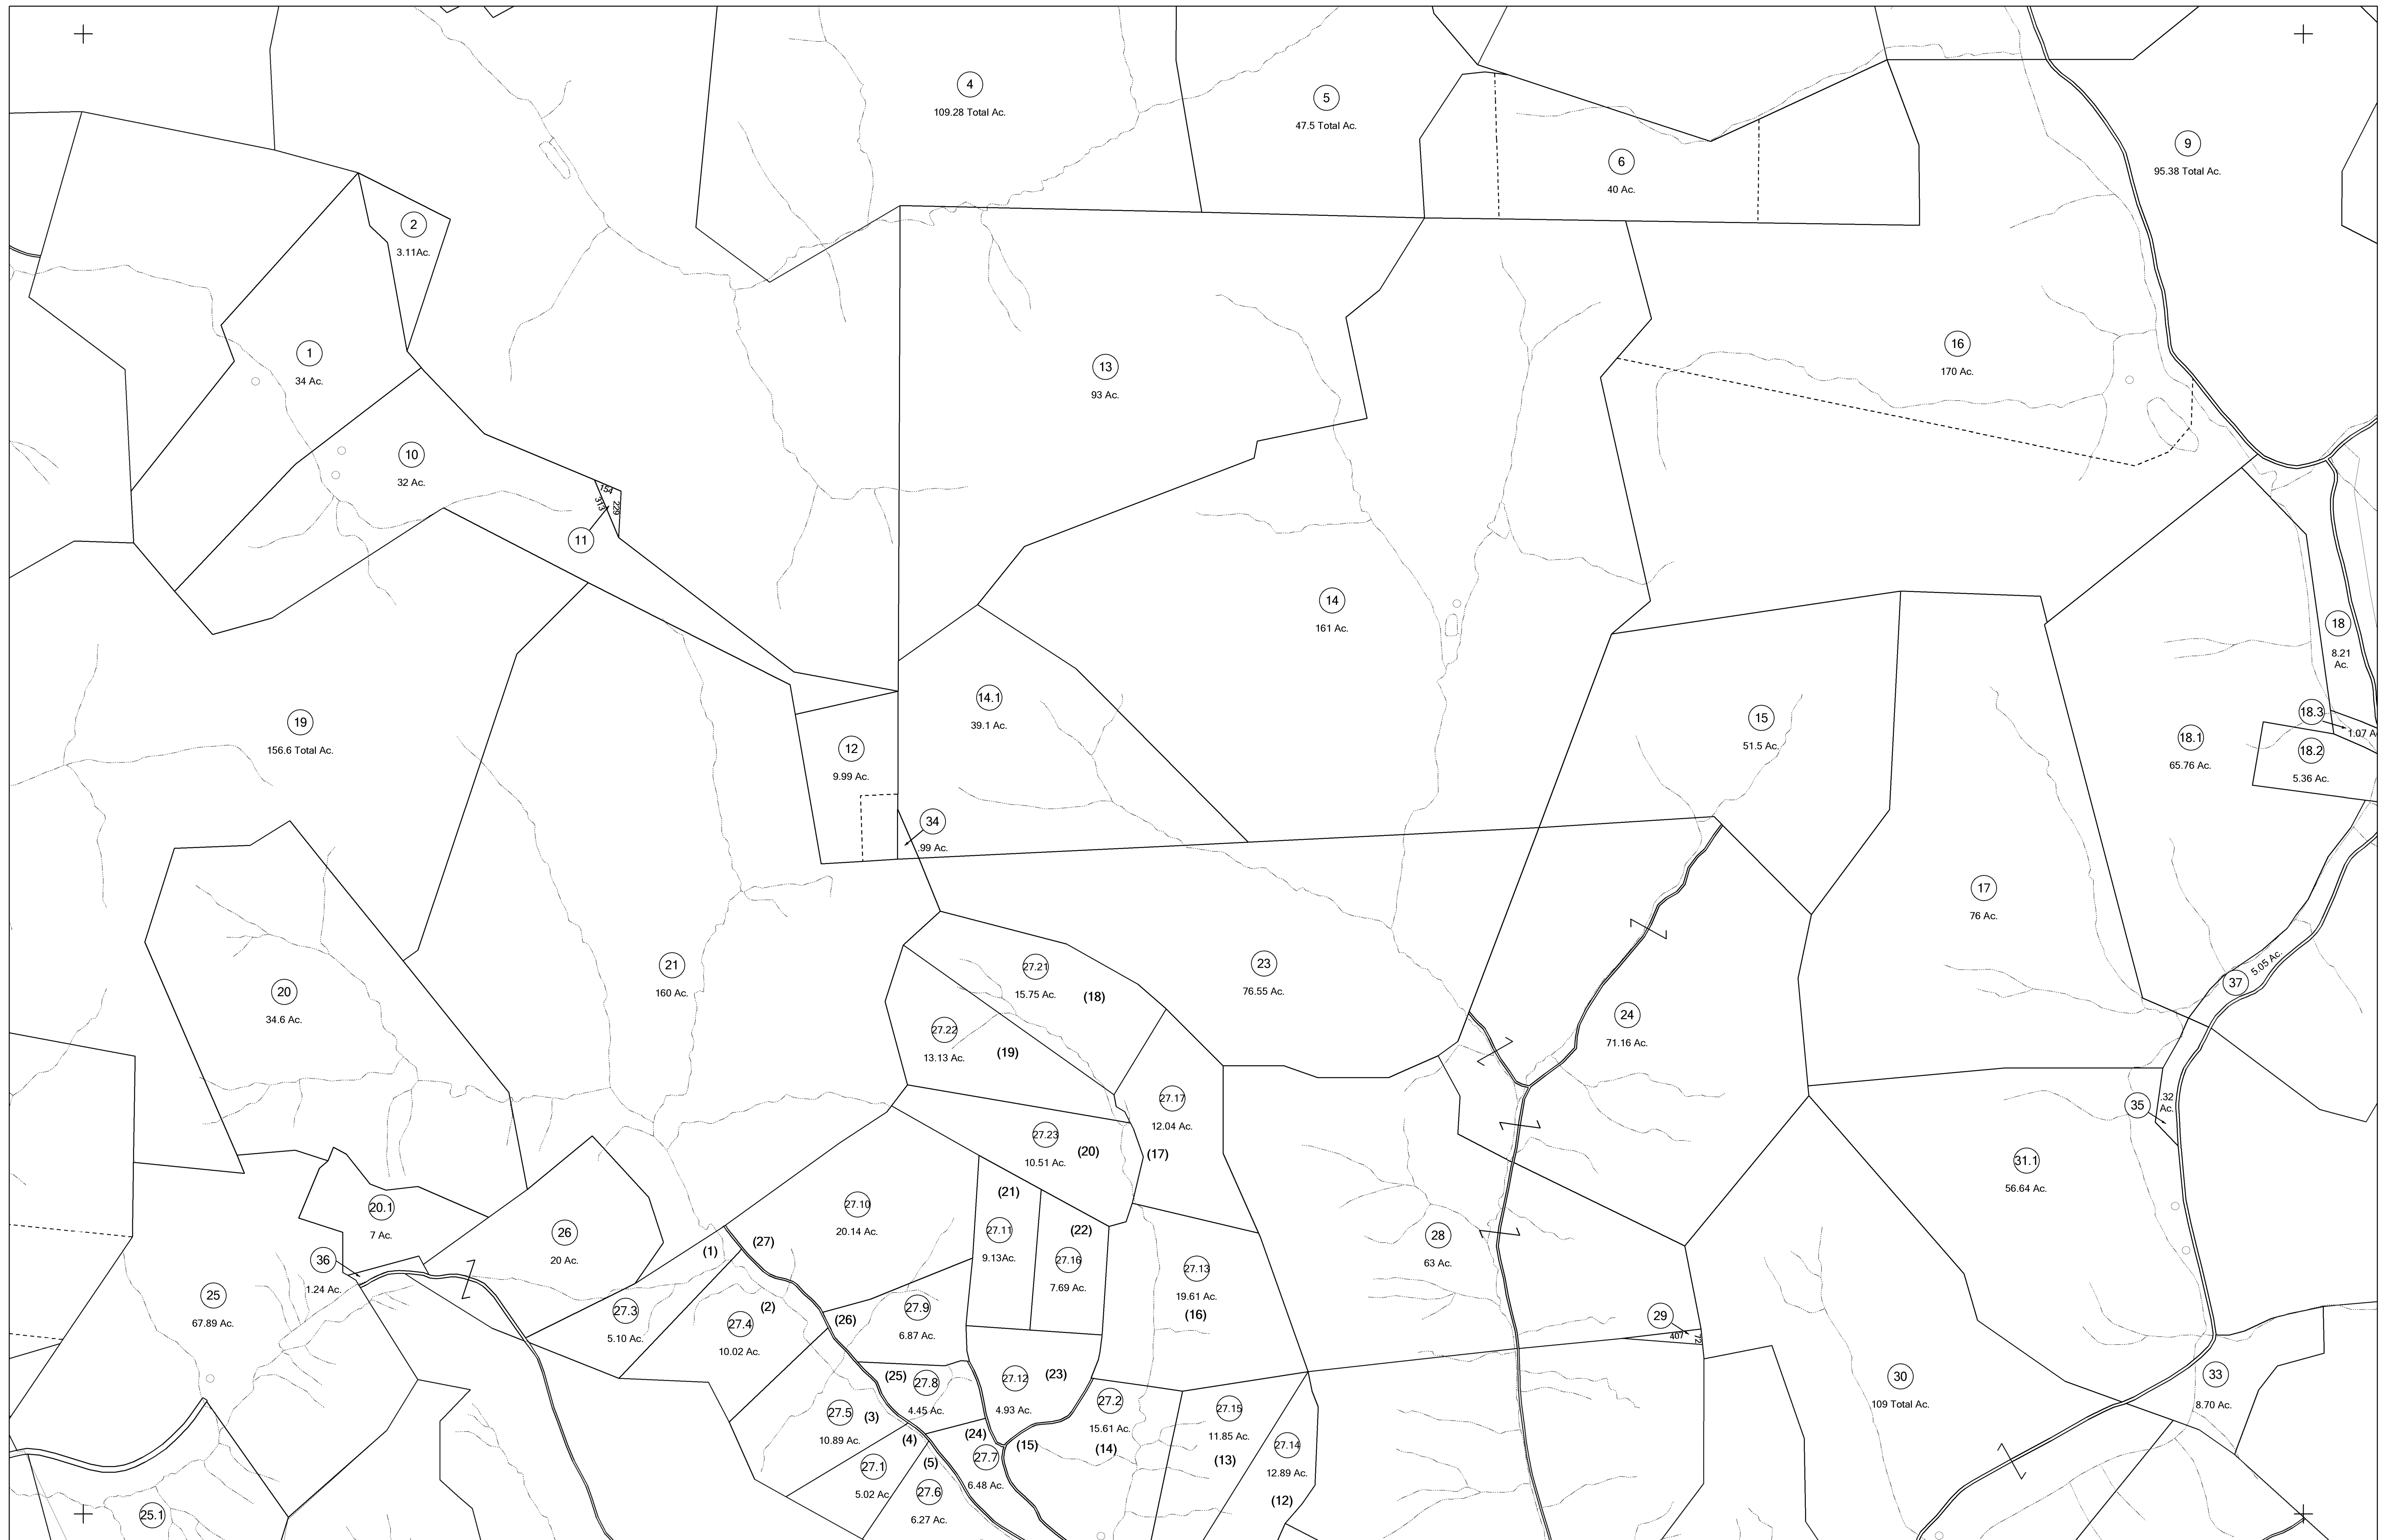 4
109.28 Total Ac.
5
47.5 Total Ac.
6
40 Ac.
9
95.38 Total Ac.
2
3.11Ac.
1
34 Ac.
13
93 Ac.
16
170 Ac.
10
32 Ac.
154
313
229
11
14
161 Ac.
18
8.21
Ac.
14.1
39.1 Ac.
15
51.5 Ac.
18.3
1.07 A
18.1
65.76 Ac.
18.2
5.36 Ac.
19
156.6 Total Ac.
12
9.99 Ac.
34
.99 Ac.
17
76 Ac.
21
160 Ac.
23
76.55 Ac.
27.21
15.75 Ac.
(18)
37
5.05 Ac.
20
34.6 Ac.
27.22
13.13 Ac.
(19)
24
71.16 Ac.
27.17
12.04 Ac.
(17)
35
.32
Ac.
27.23
10.51 Ac.
(20)
31.1
56.64 Ac.
20.1
7 Ac.
27.10
20.14 Ac.
(21)
27.11
9.13Ac.
(22)
27.16
7.69 Ac.
26
20 Ac.
(1)
(27)
28
63 Ac.
36
1.24 Ac.
25
67.89 Ac.
27.13
19.61 Ac.
(16)
27.3
5.10 Ac.
(2)
27.4
10.02 Ac.
(26)
27.9
6.87 Ac.
29
407
72
(25)
27.8
4.45 Ac.
27.12
(23)
4.93 Ac.
30
109 Total Ac.
33
8.70 Ac.
27.5
(3)
10.89 Ac.
27.2
15.61 Ac.
(14)
27.15
11.85 Ac.
(13)
(4)
(24)
(15)
27.14
12.89 Ac.
(12)
27.1
5.02 Ac.
(5)
27.7
6.48 Ac.
27.6
6.27 Ac.
25.1